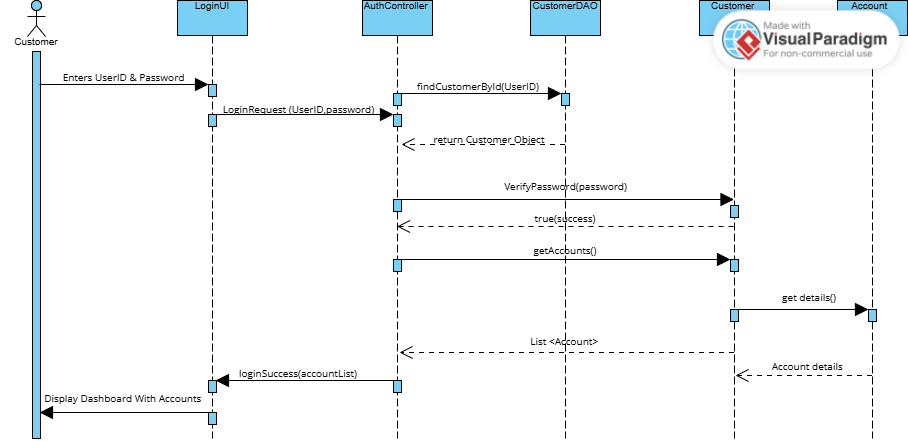 LoginUI
AuthController
CustomerDAO
Customer
Account
Made with
Visual Paradigm
For non-commercial use
Customer
Enters UserID & Password
findCustomerById(UserID)
LoginRequest (UserID,password)
return Customer Object
VerifyPassword(password)
true(success)
getAccounts()
get details()
List <Account>
Account details
loginSuccess(accountList)
Display Dashboard With Accounts